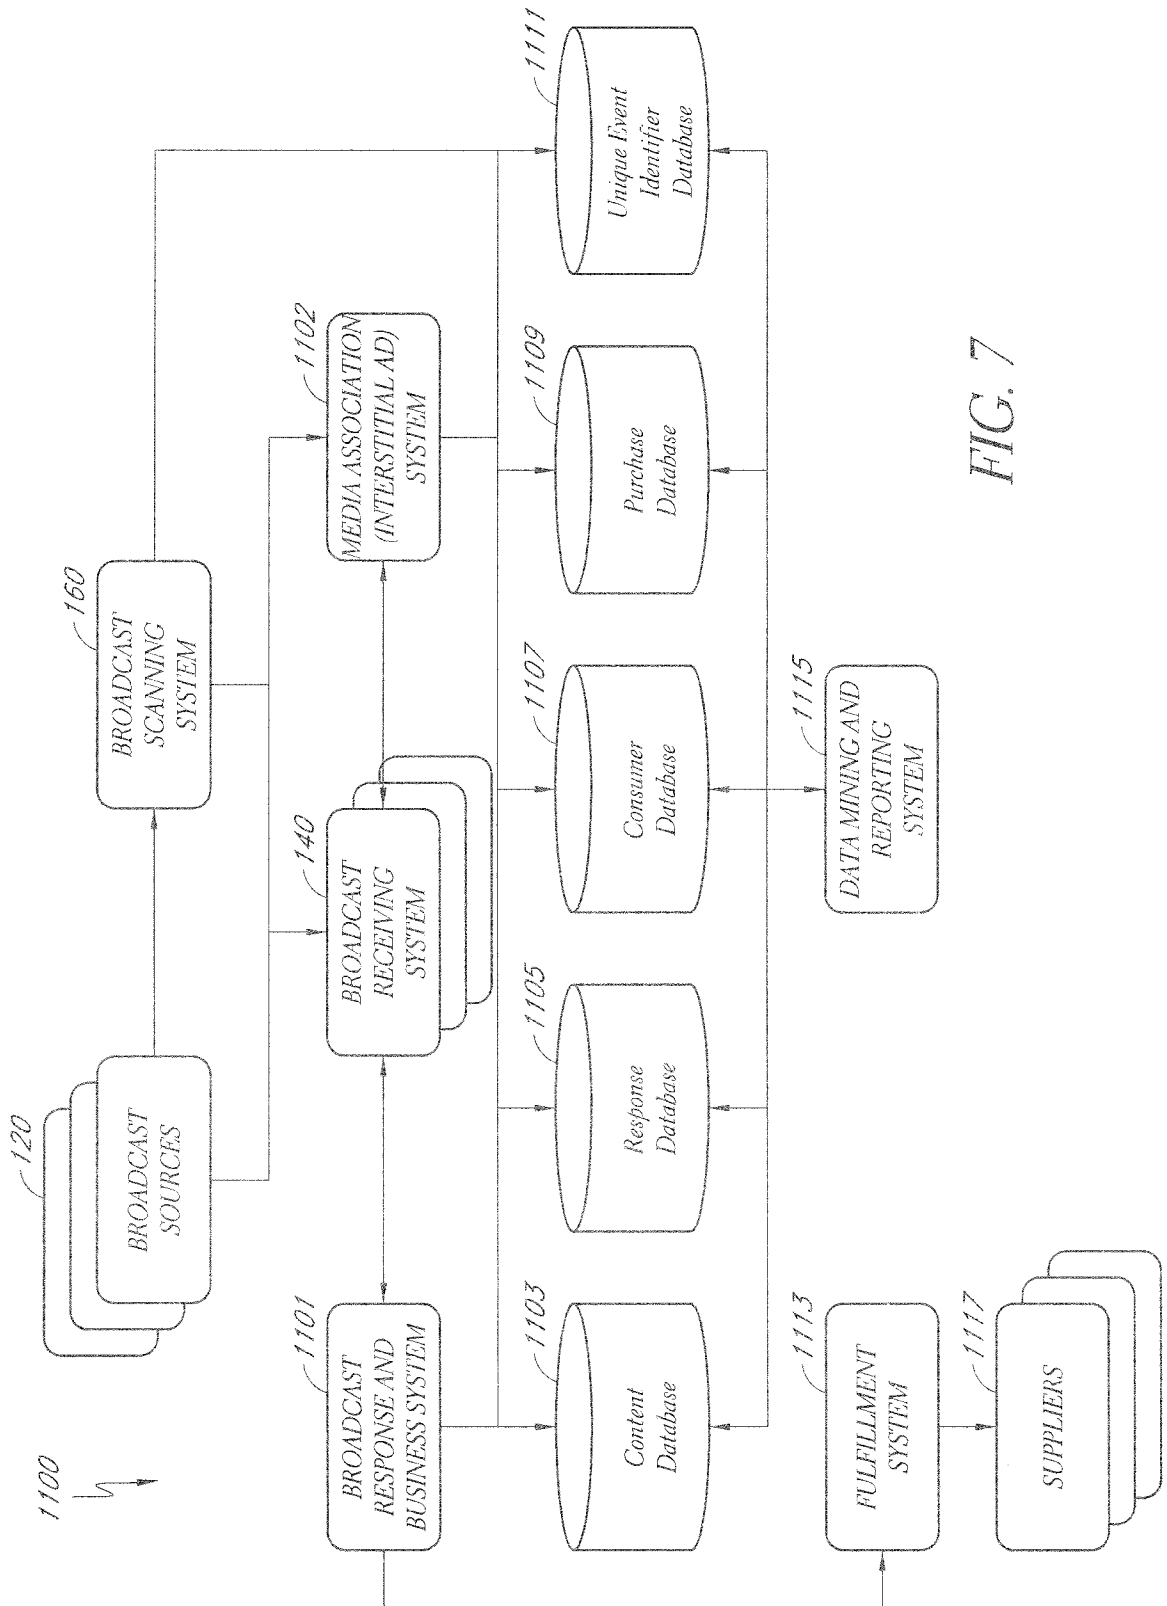 1100
120
BROADCAST
SOURCES
160
BROADCAST
SCANNING
SYSTEM
1101
BROADCAST
RESPONSE AND
BUSINESS SYSTEM
140
BROADCAST
RECEIVING
SYSTEM
1102
MEDIA ASSOCIATION
(INTERSTITIAL AD)
SYSTEM
1103
Content
Database
1105
Response
Database
1107
Consumer
Database
1109
Purchase
Database
1111
Unique Event
Identifier
Database
1113
FULFILLMENT
SYSTEM
1115
DATA MINING AND
REPORTING
SYSTEM
1117
SUPPLIERS
FIG. 7